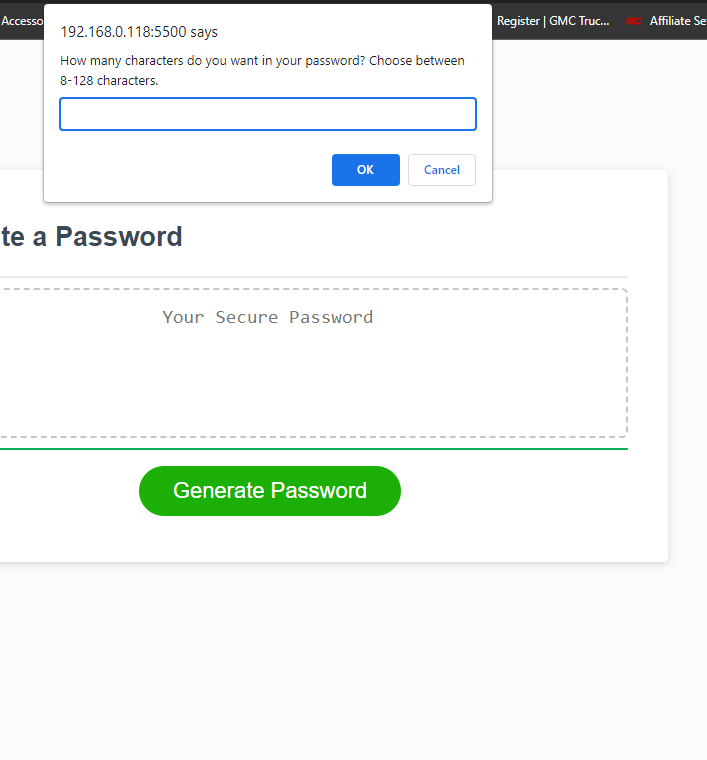 Accesso
Register | GMC Truc...
RC
Affiliate Se
192.168.0.118:5500 says
How many characters do you want in your password? Choose between
8-128 characters.
OK
Cancel
te a Password
Your Secure Password
Generate Password